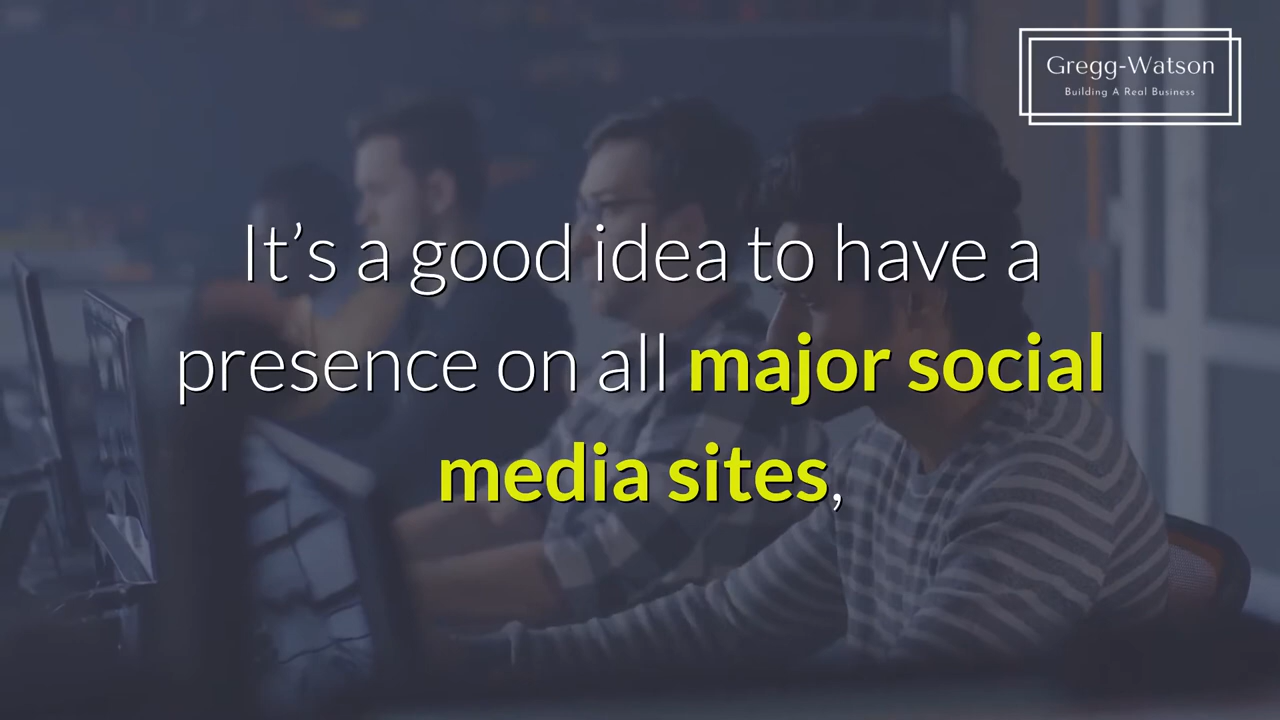 Gregg-Watson
Building A Real Business
It’s a good idea to have a
presence on all major social
media sites,